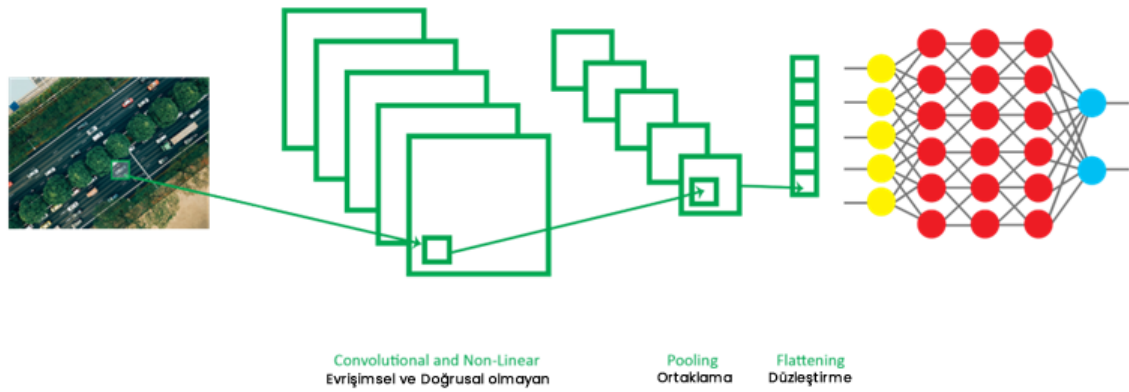 Convolutional and Non-Linear
Evrişimsel ve Doğrusal olmayan
Pooling
Ortaklama
Flattening
Düzleştirme